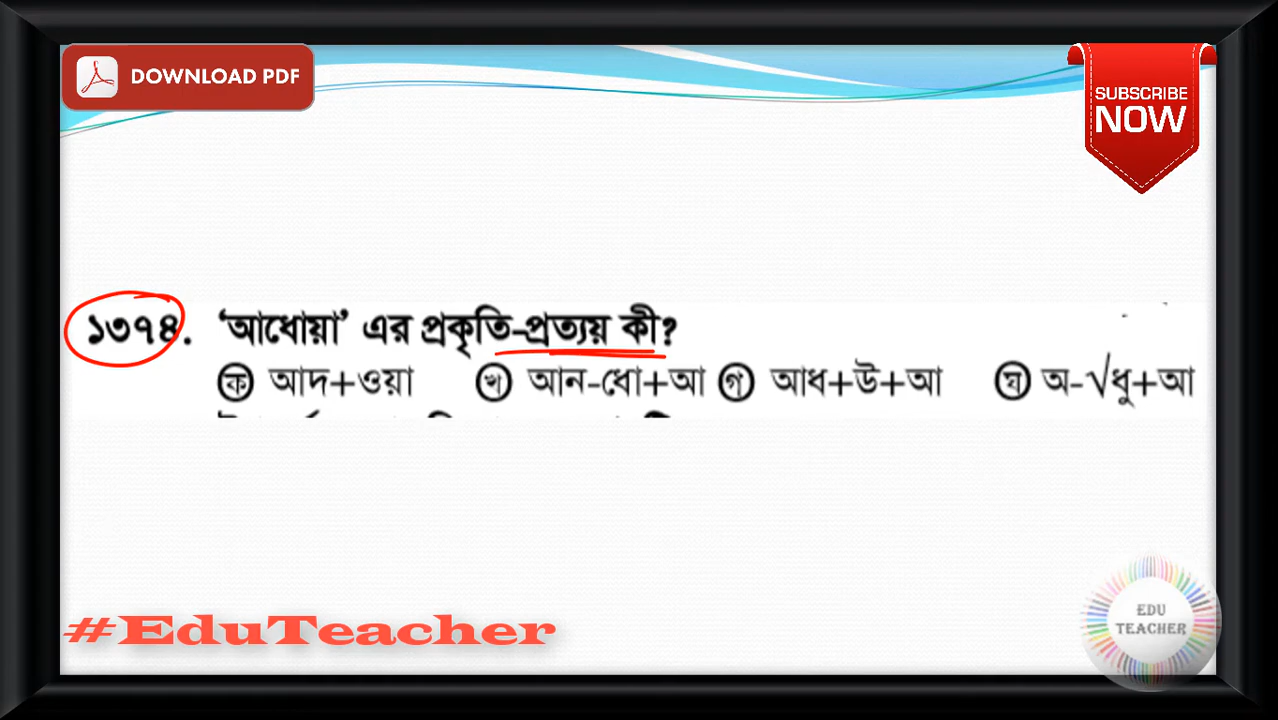 DOWNLOAD PDF
SUBSCRIBE
NOW
১৩৭৪. ‘আধোয়া’ এর প্রকৃতি-প্রত্যয় কী?
ক আদ+ওয়া খ আন-ধো+আ গ আধ+উ+আ ঘ অ-√ধু+আ
#EduTeacher
EDU
TEACHER